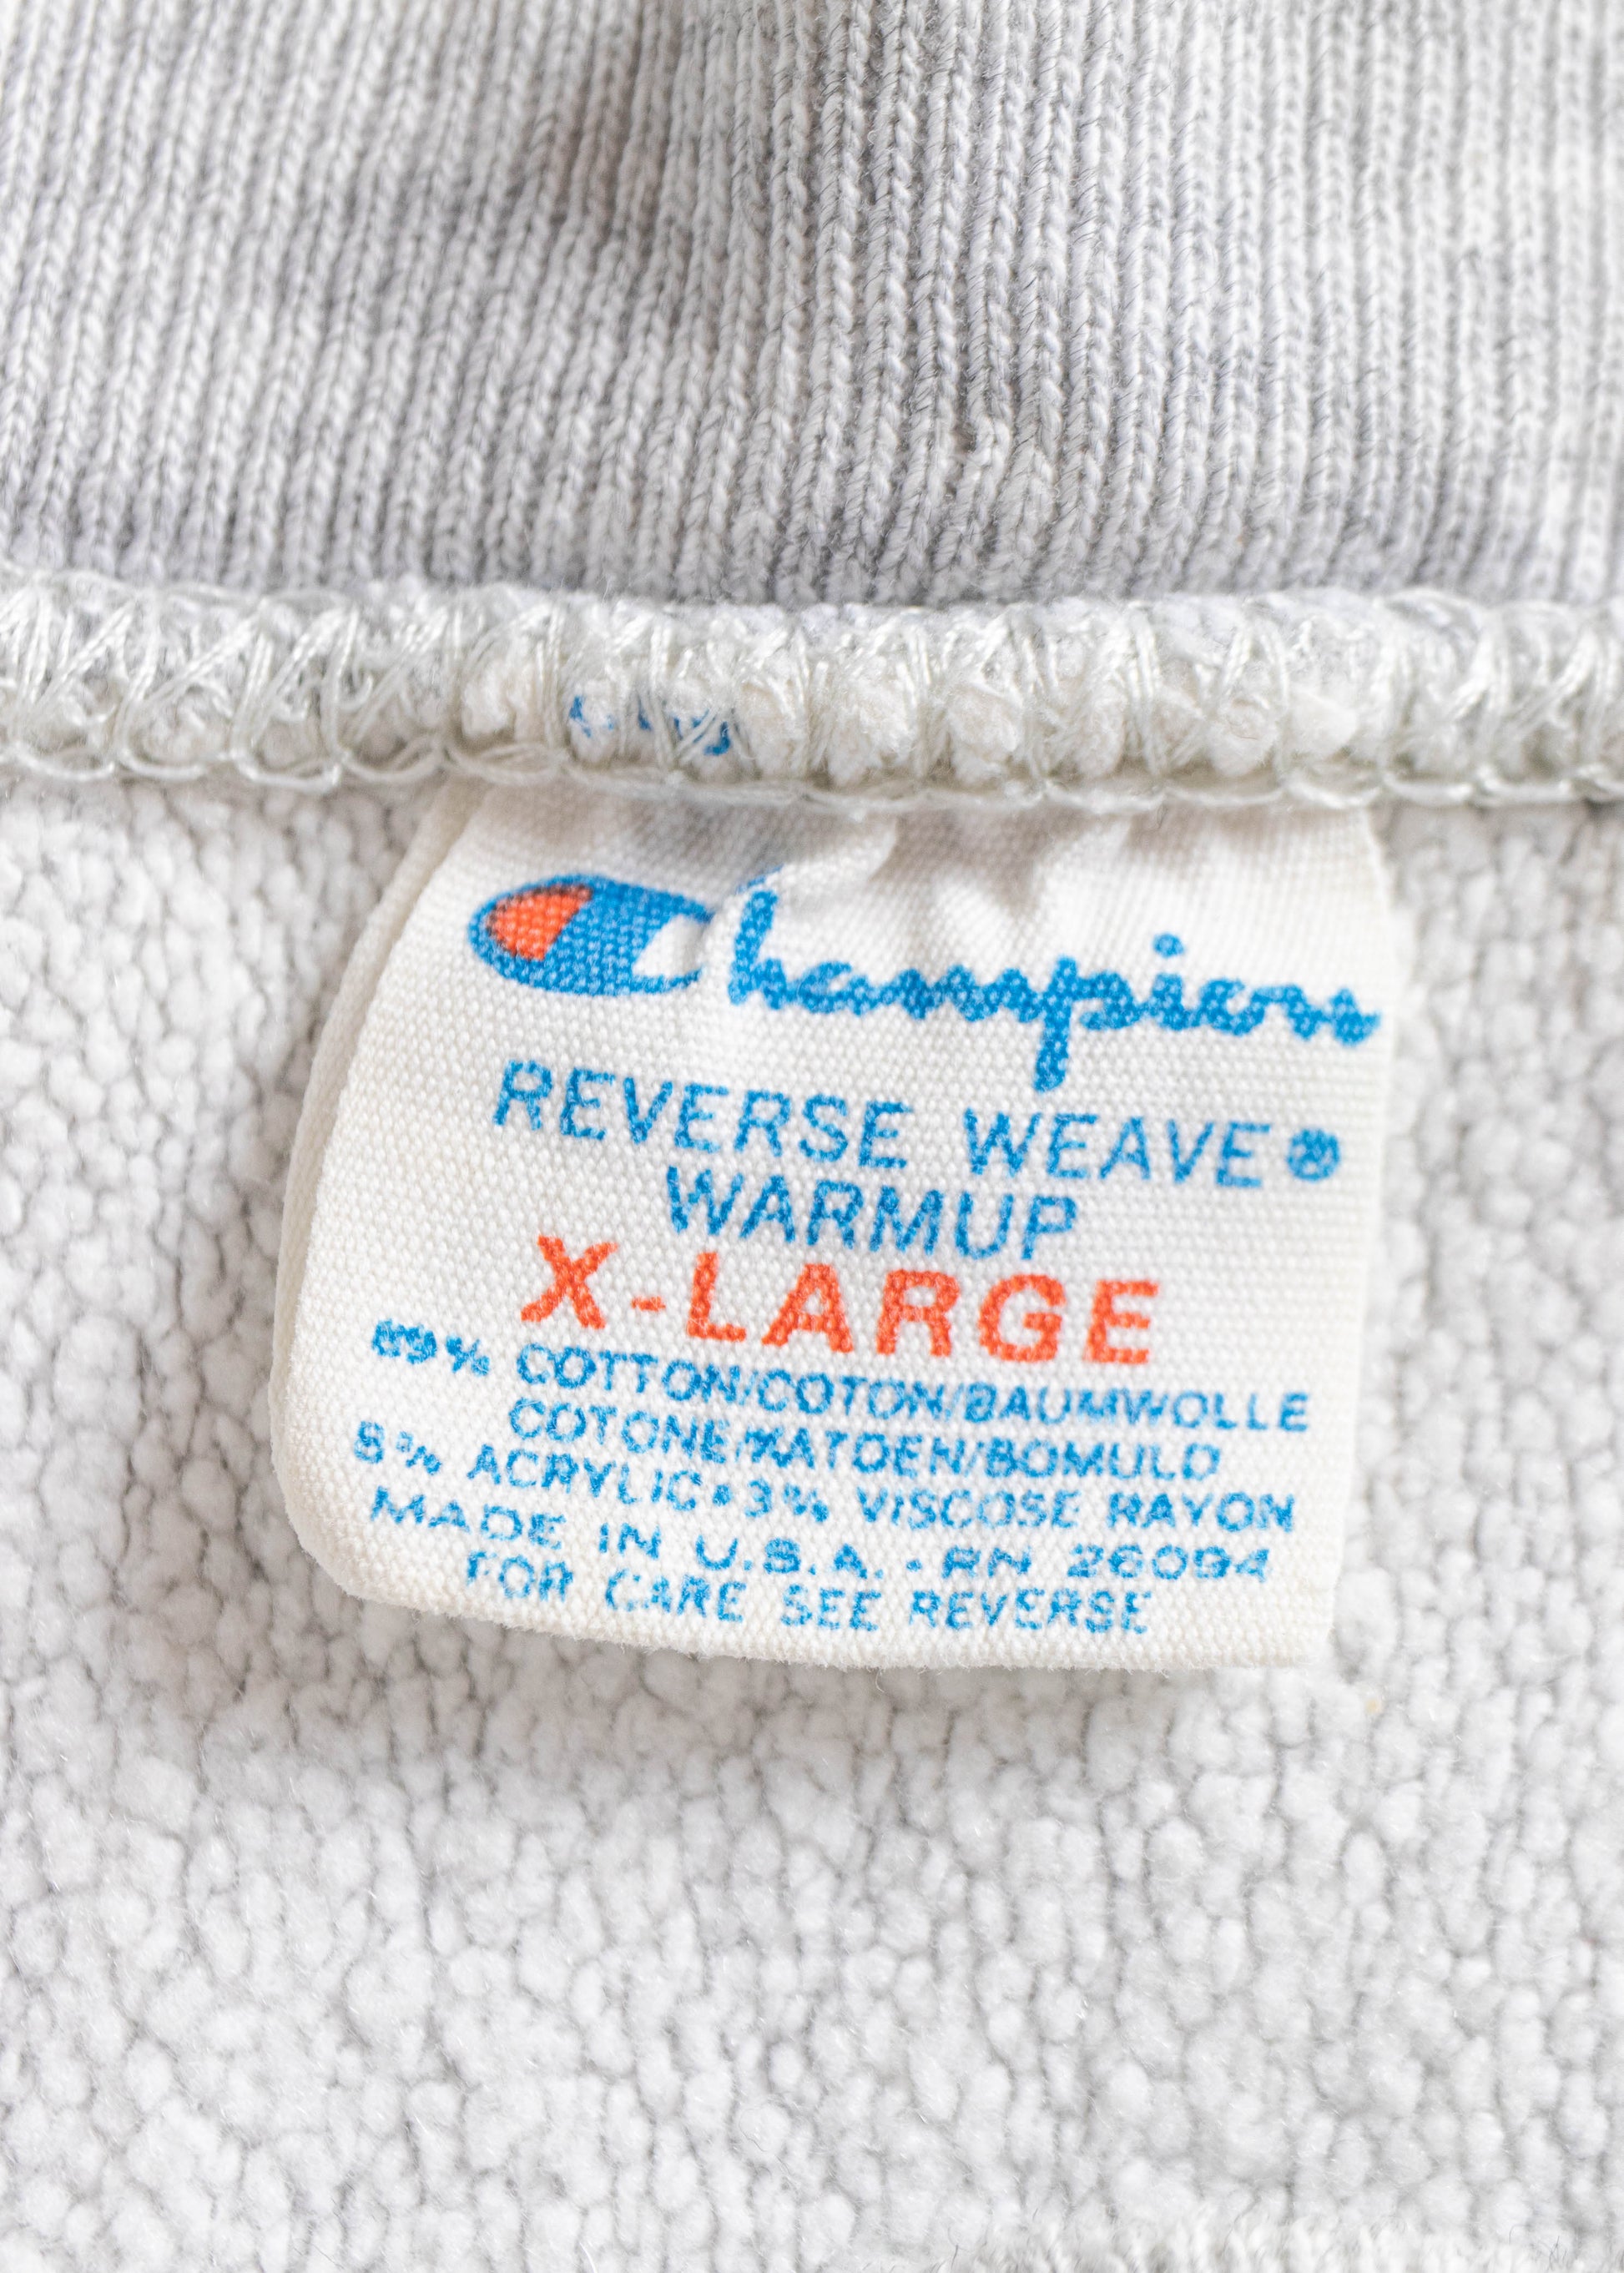 Champion
REVERSE WEAVE®
WARMUP
X-LARGE
89% COTTON/COTON/BAUMWOLLE
COTONE/KATOEN/BOMULD
8% ACRYLIC•3% VISCOSE RAYON
MADE IN U.S.A. - RN 26094
FOR CARE SEE REVERSE